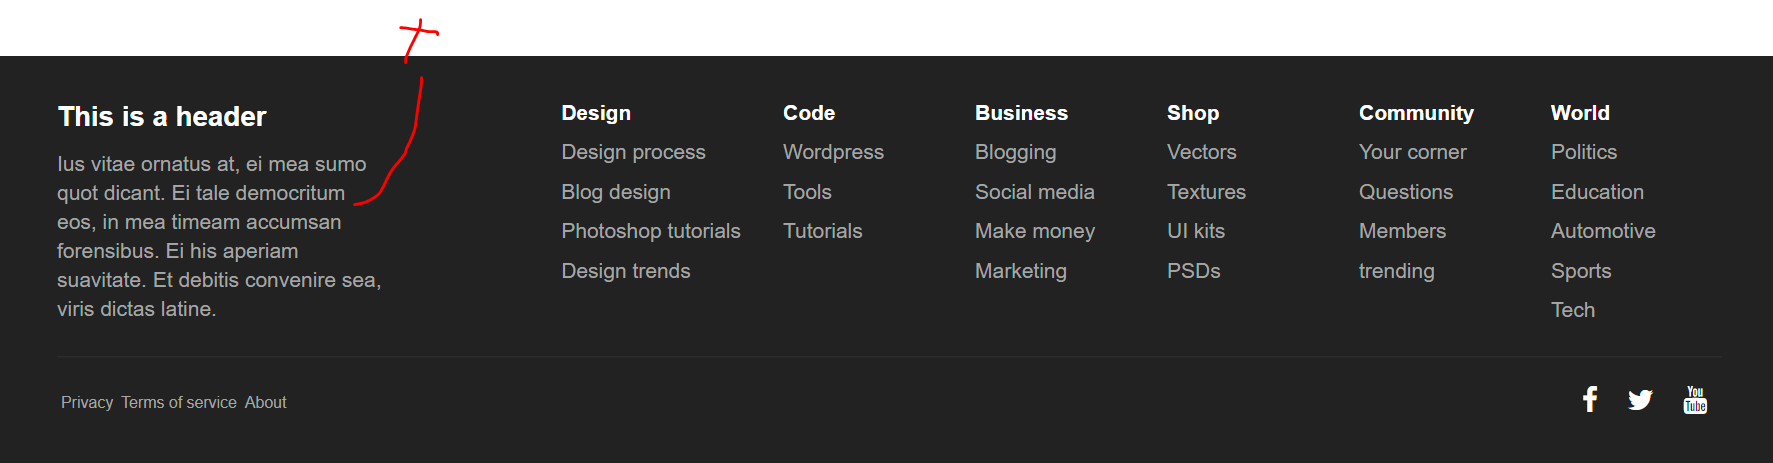 This is a header
Ius vitae ornatus at, ei mea sumo
quot dicant. Ei tale democritum
eos, in mea timeam accumsan
forensibus. Ei his aperiam
suavitate. Et debitis convenire sea,
viris dictas latine.
Design
Design process
Blog design
Photoshop tutorials
Design trends
Code
Wordpress
Tools
Tutorials
Business
Blogging
Social media
Make money
Marketing
Shop
Vectors
Textures
UI kits
PSDs
Community
Your corner
Questions
Members
trending
World
Politics
Education
Automotive
Sports
Tech
Privacy Terms of service About
You
Tube